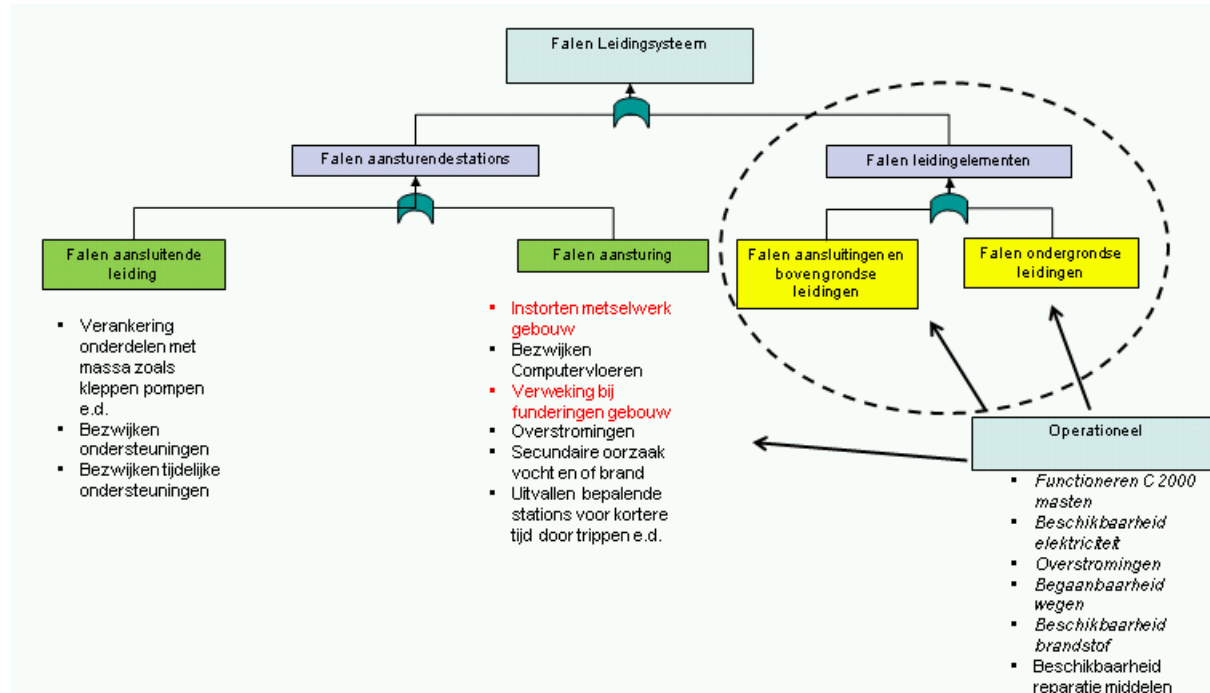 Falen Leidingsysteem
Falen aansturende stations
Falen leidingelementen
Falen aansluitende
leiding
Falen aansturing
Falen aansluitingen en
bovengrondse
leidingen
Falen ondergrondse
leidingen
▪ Verankering
onderdelen met
massa zoals
kleppen pompen
e.d.
▪ Bezwijken
ondersteuningen
▪ Bezwijken tijdelijke
ondersteuningen
▪ Instorten metselwerk
gebouw
▪ Bezwijken
Computervloeren
▪ Verweking bij
funderingen gebouw
▪ Overstromingen
▪ Secundaire oorzaak
vocht en of brand
▪ Uitvallen bepalende
stations voor kortere
tijd door trippen e.d.
Operationeel
▪ Functioneren C 2000
masten
▪ Beschikbaarheid
elektriciteit
▪ Overstromingen
▪ Begaanbaarheid
wegen
▪ Beschikbaarheid
brandstof
▪ Beschikbaarheid
reparatie middelen